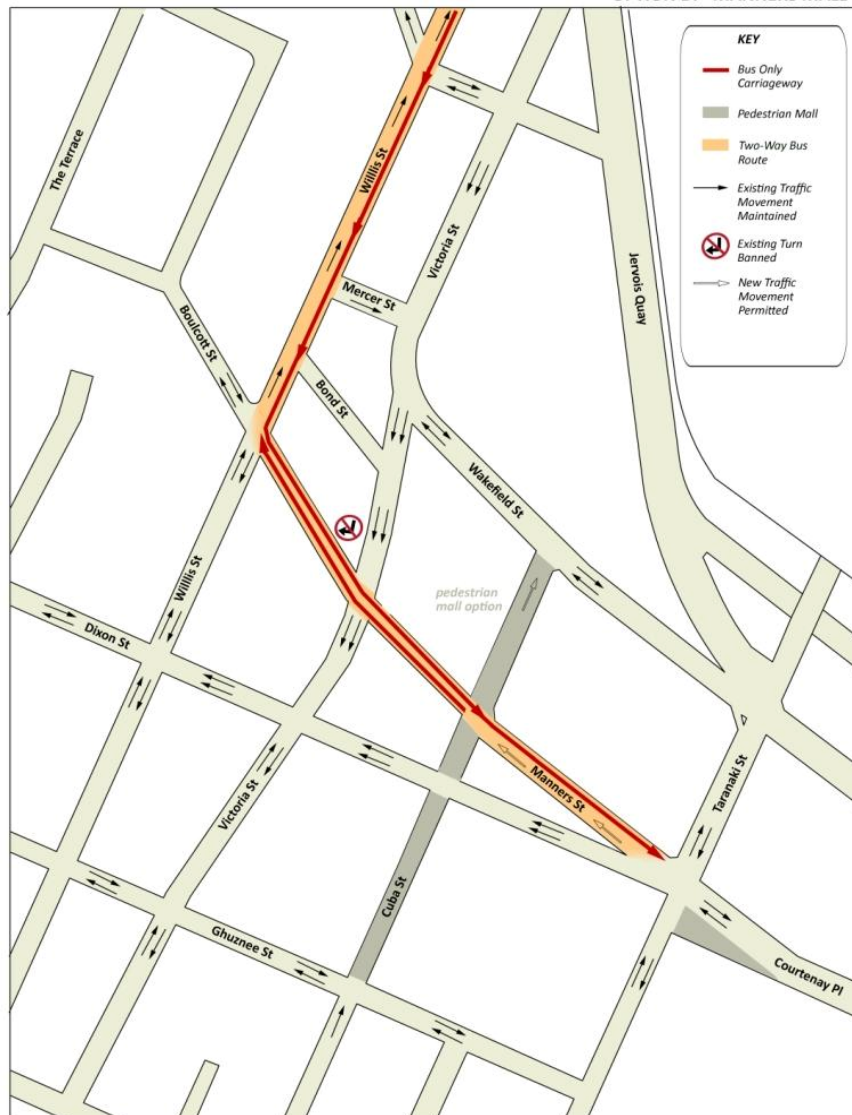 KEY
Bus Only
Carriageway
Pedestrian Mall
Two-Way Bus
Route
Existing Traffic
Movement
Maintained
Existing Turn
Banned
New Traffic
Movement
Permitted
The Terrace
Willlis St
Victoria St
Jervois Quay
Mercer St
Boulcott St
Bond St
Wakefield St
Willlis St
pedestrian
mall option
Dixon St
Manners St
Taranaki St
Victoria St
Cuba St
Ghuznee St
Courtenay Pl